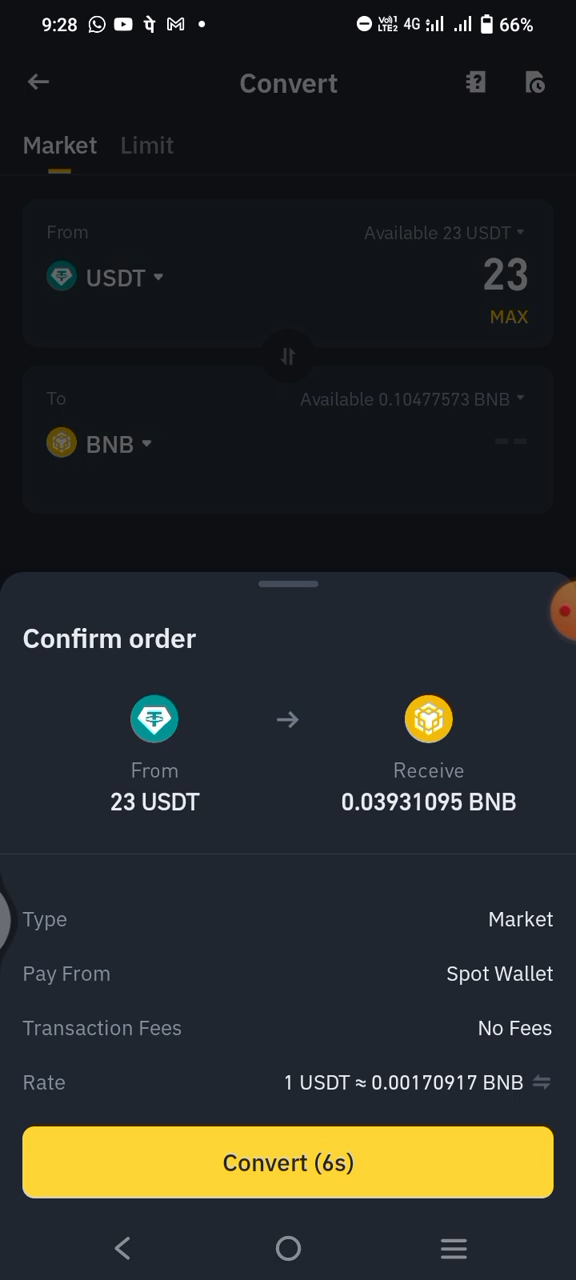 9:28 4G 66%
Convert
Market Limit
From Available 23 USDT
USDT 23
MAX
To Available 0.10477573 BNB
BNB --
Confirm order
From Receive
23 USDT 0.03931095 BNB
Type Market
Pay From Spot Wallet
Transaction Fees No Fees
Rate 1 USDT ≈ 0.00170917 BNB
Convert (6s)